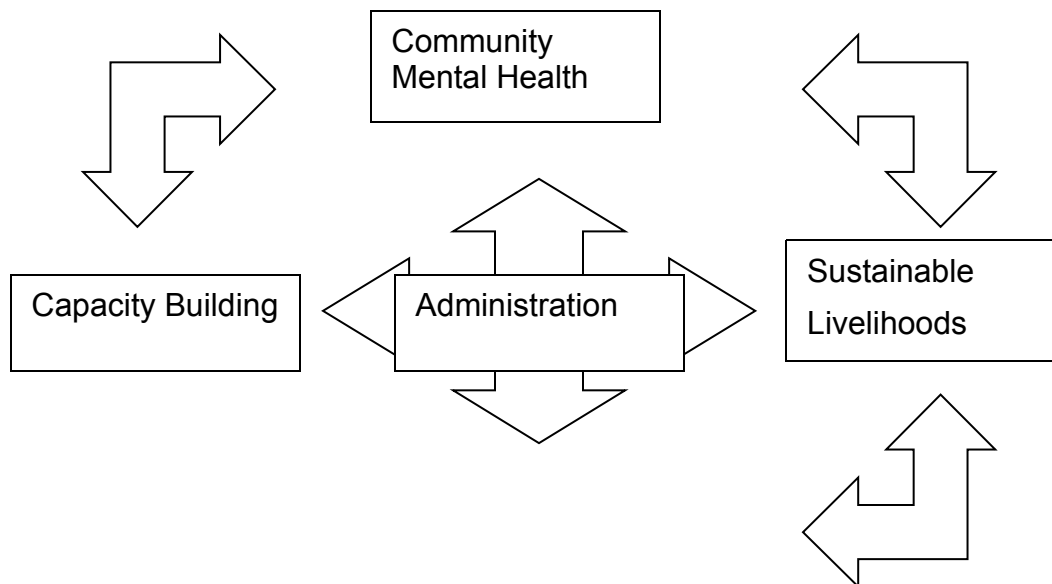 Community
Mental Health
Capacity Building
Administration
Sustainable
Livelihoods